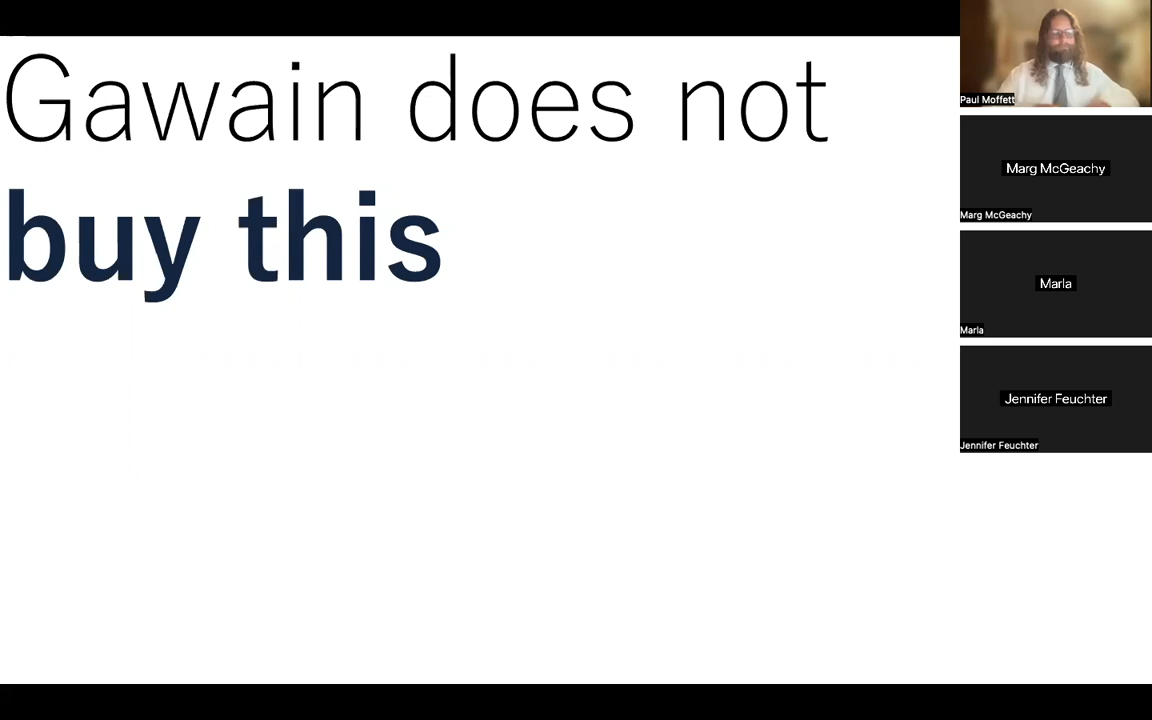 Gawain does not
buy this
Paul Moffett
Marg McGeachy
Marg McGeachy
Marla
Marla
Jennifer Feuchter
Jennifer Feuchter